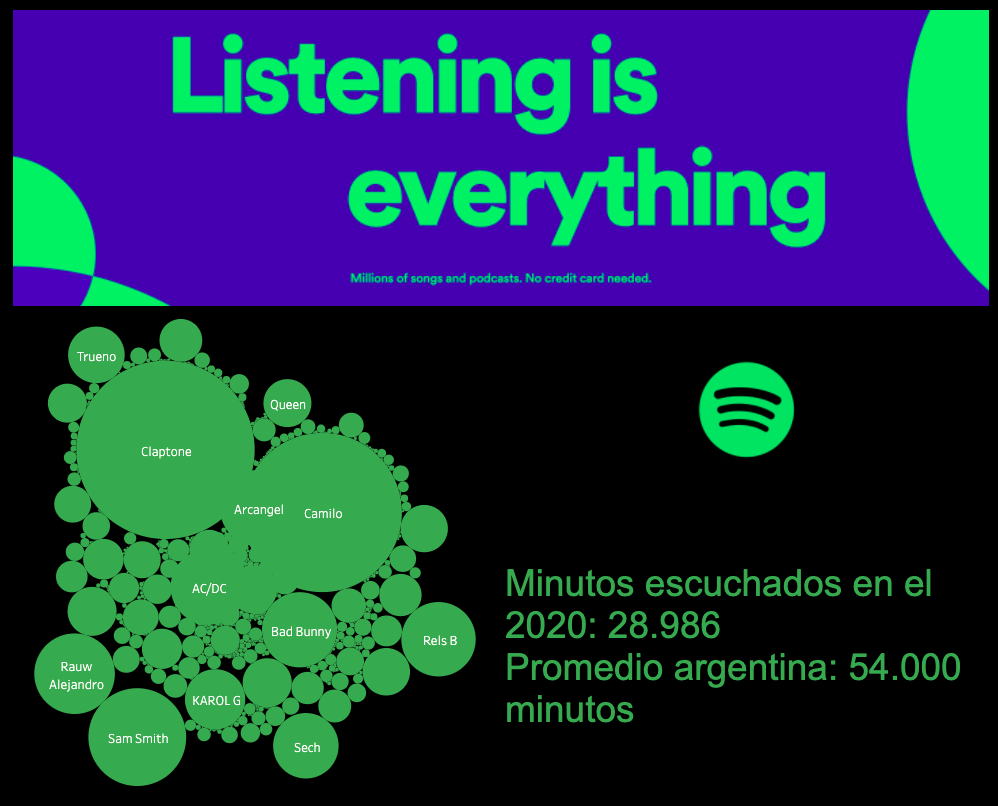 Listening is
everything
Millions of songs and podcasts. No credit card needed.
Trueno
Queen
Claptone
Arcangel
Camilo
AC/DC
Bad Bunny
Rels B
Rauw
Alejandro
KAROL G
Sam Smith
Sech
Minutos escuchados en el
2020: 28.986
Promedio argentina: 54.000
minutos